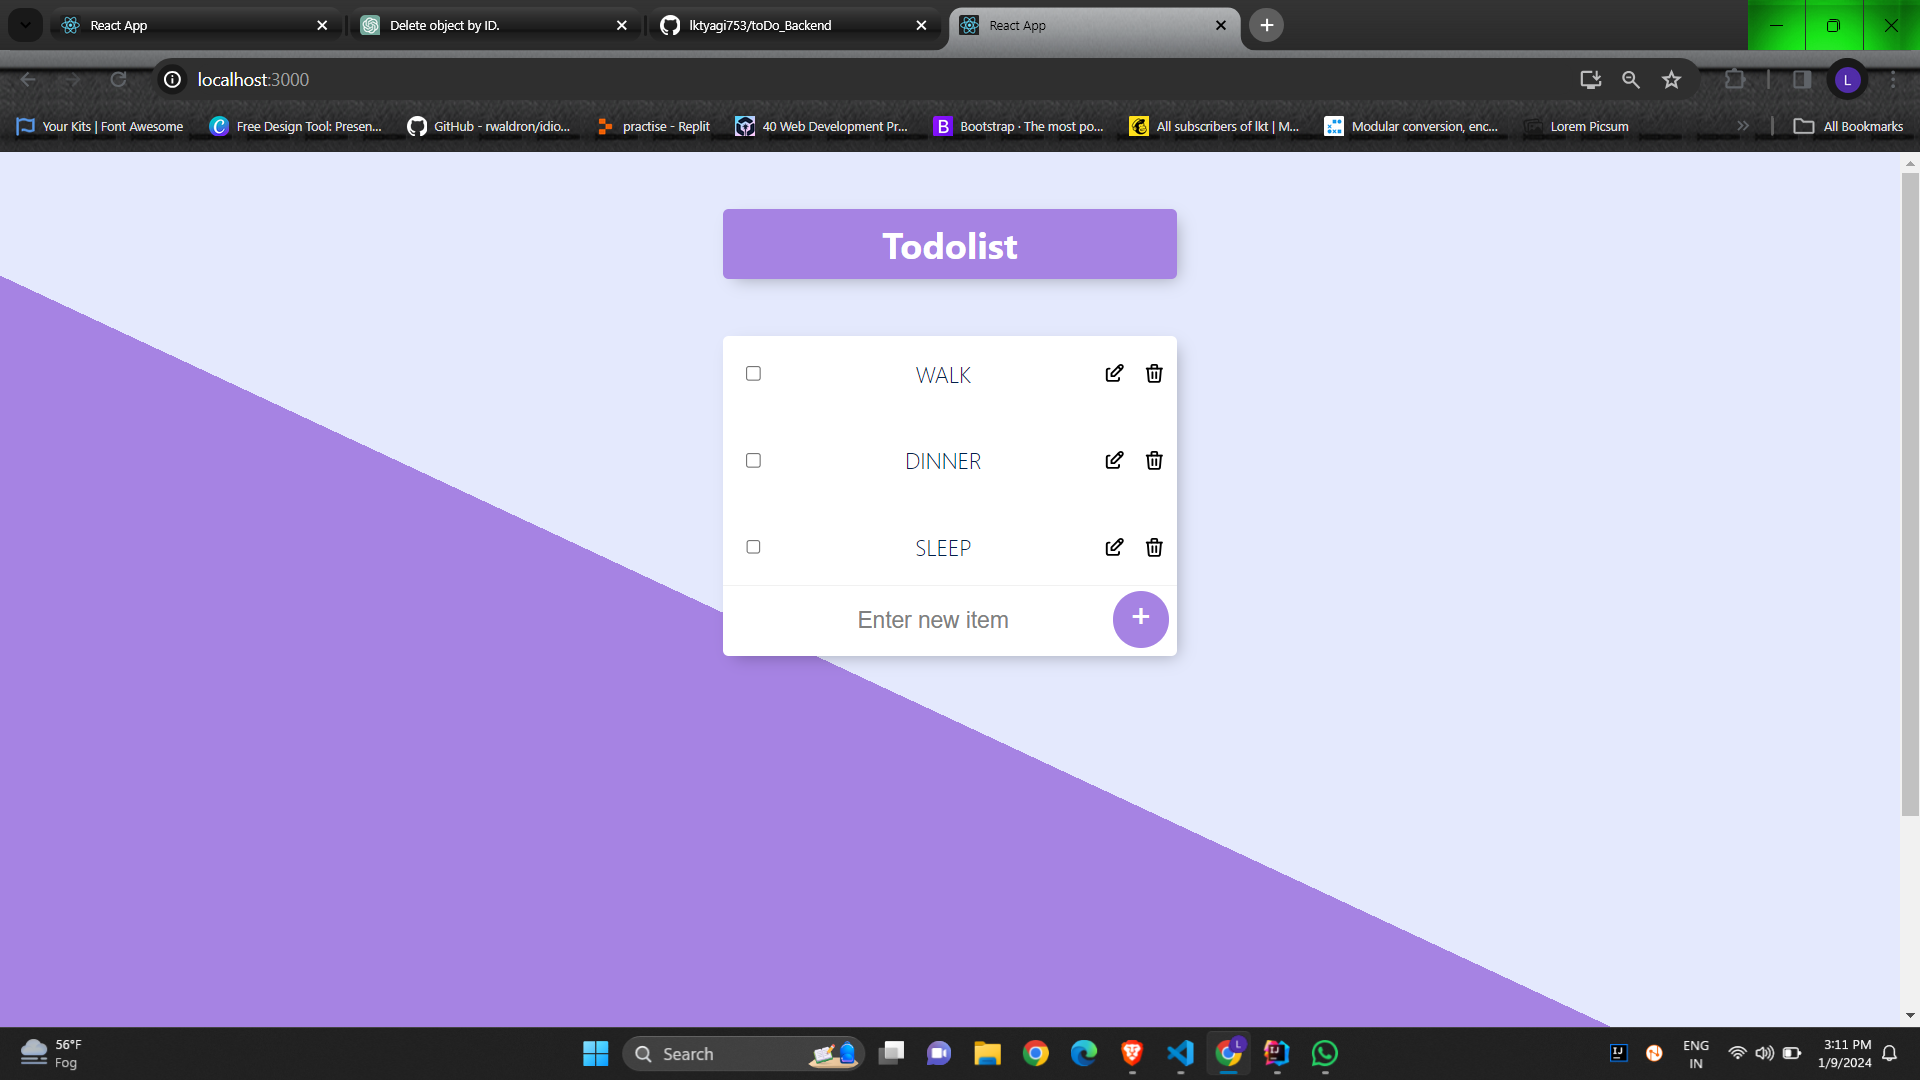 React App
Delete object by ID.
lktyagi753/toDo_Backend
React App
localhost:3000
L
Your Kits | Font Awesome
Free Design Tool: Presen...
GitHub - rwaldron/idio...
practise - Replit
40 Web Development Pr...
B
Bootstrap · The most po...
All subscribers of lkt | M...
Modular conversion, enc...
Lorem Picsum
All Bookmarks
Todolist
WALK
DINNER
SLEEP
Enter new item
+
56°F
Fog
Search
L
IJ
IJ
ENG
IN
3:11 PM
1/9/2024